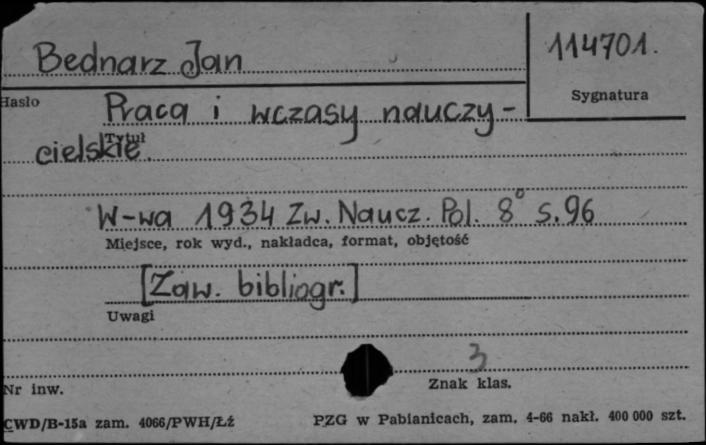 Bednarz Jan
114701.
Hasło
Sygnatura
Praca i wczasy nauczy-
Tytuł
cielskie.
W-wa 1934 Zw. Naucz. Pol. 8° s. 96
Miejsce, rok wyd., nakładca, format, objętość
[Zaw. bibliogr.]
Uwagi
3
Nr inw.
Znak klas.
CWD/B-15a zam. 4066/PWH/Łź
PZG w Pabianicach, zam. 4-66 nakł. 400 000 szt.